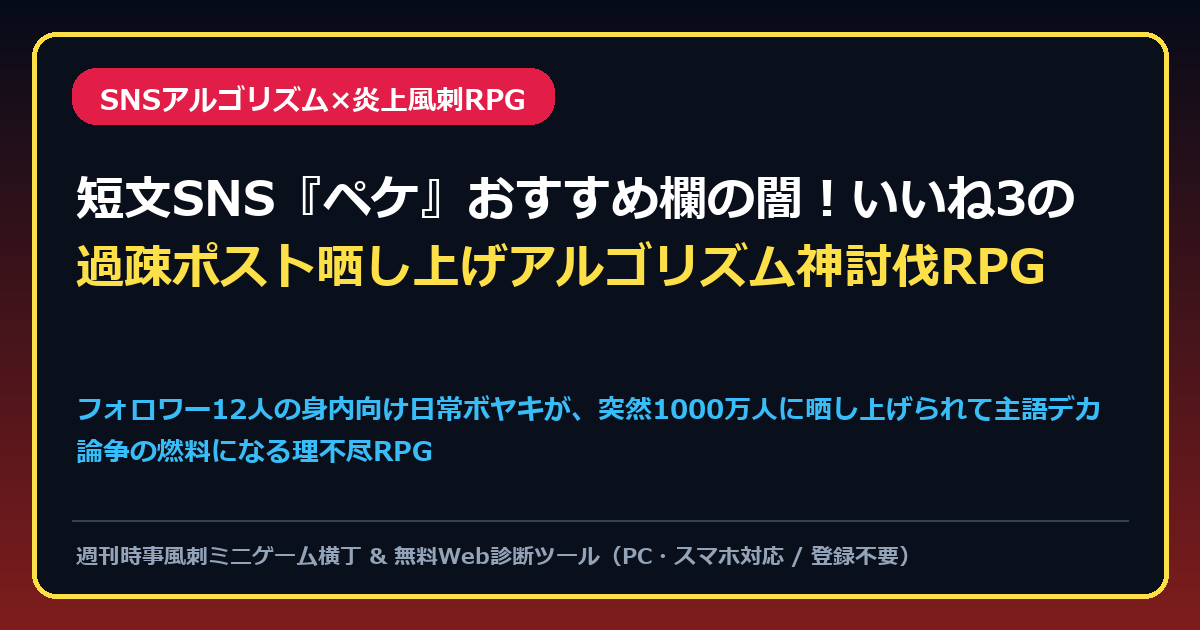 SNSアルゴリズム×炎上風刺RPG
短文SNS『ペケ』おすすめ欄の闇！いいね3の
過疎ポスト晒し上げアルゴリズム神討伐RPG
フォロワー12人の身内向け日常ボヤキが、突然1000万人に晒し上げられて主語デカ
論争の燃料になる理不尽RPG
週刊時事風刺ミニゲーム横丁 & 無料Web診断ツール（PC・スマホ対応 / 登録不要）